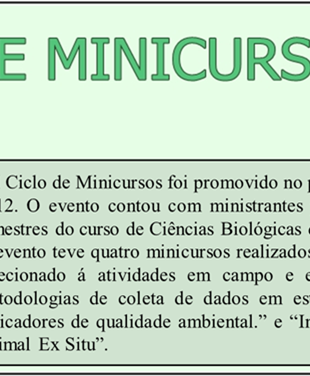 E MINICURS
Ciclo de Minicursos foi promovido no p
12. O evento contou com ministrantes
nestres do curso de Ciências Biológicas
evento teve quatro minicursos realizados
ecionado á atividades em campo e e
todologias de coleta de dados em es
icadores de qualidade ambiental.” e “In
imal Ex Situ”.